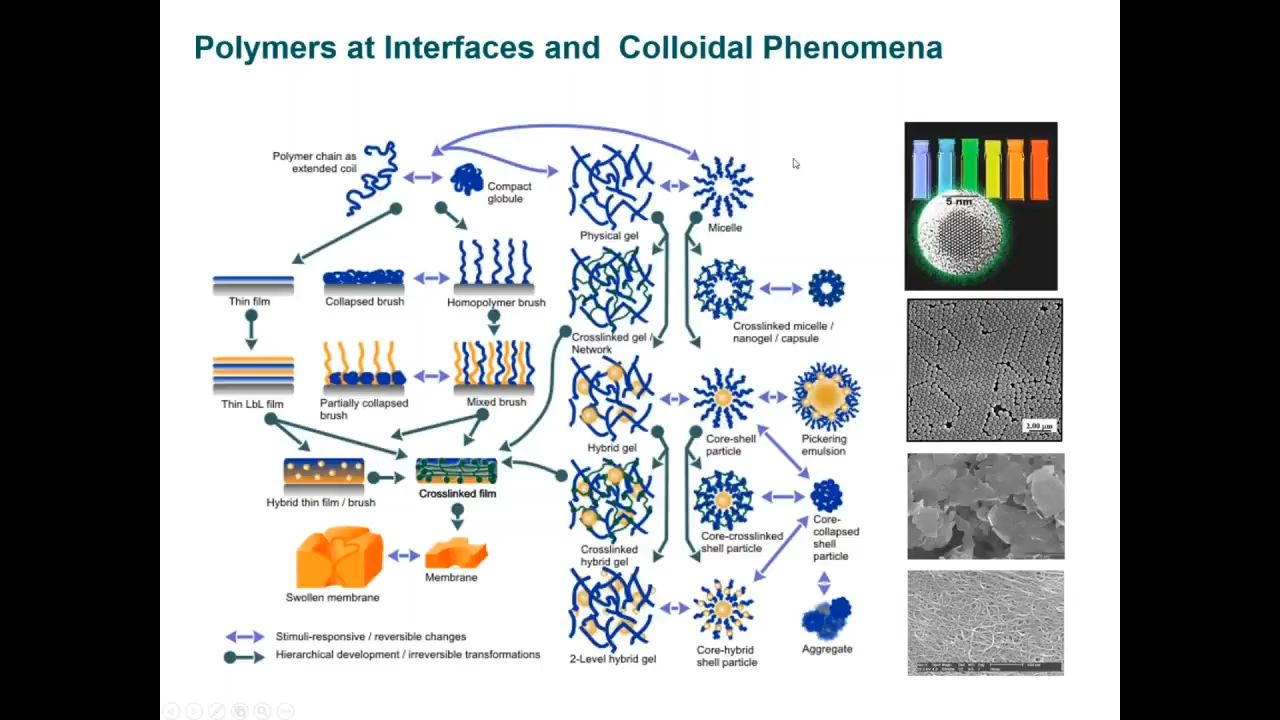 Polymers at Interfaces and Colloidal Phenomena
Polymer chain as
extended coil
Compact
globule
Physical gel
Micelle
Thin film
Collapsed brush
Homopolymer brush
Crosslinked gel /
Network
Crosslinked micelle /
nanogel / capsule
Thin LbL film
Partially collapsed
brush
Mixed brush
Hybrid gel
Core-shell
particle
Pickering
emulsion
Hybrid thin film / brush
Crosslinked film
Crosslinked
hybrid gel
Core-crosslinked
shell particle
Core-
collapsed
shell
particle
Swollen membrane
Membrane
2-Level hybrid gel
Core-hybrid
shell particle
Aggregate
Stimuli-responsive / reversible changes
Hierarchical development / irreversible transformations
5 nm
2.00 µm